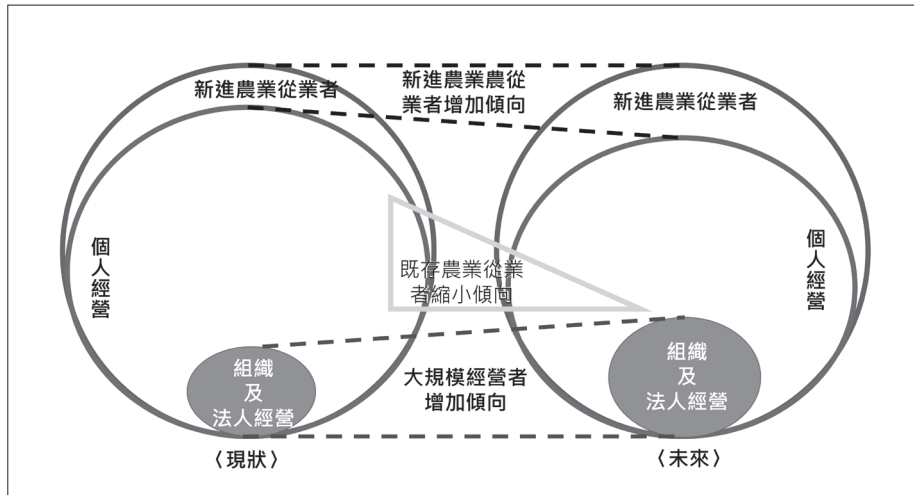 新進農業從業者
新進農業農從
業者增加傾向
新進農業從業者
個人經營
既存農業從業
者縮小傾向
個人經營
組織
及
法人經營
大規模經營者
增加傾向
組織
及
法人經營
〈現狀〉
〈未來〉